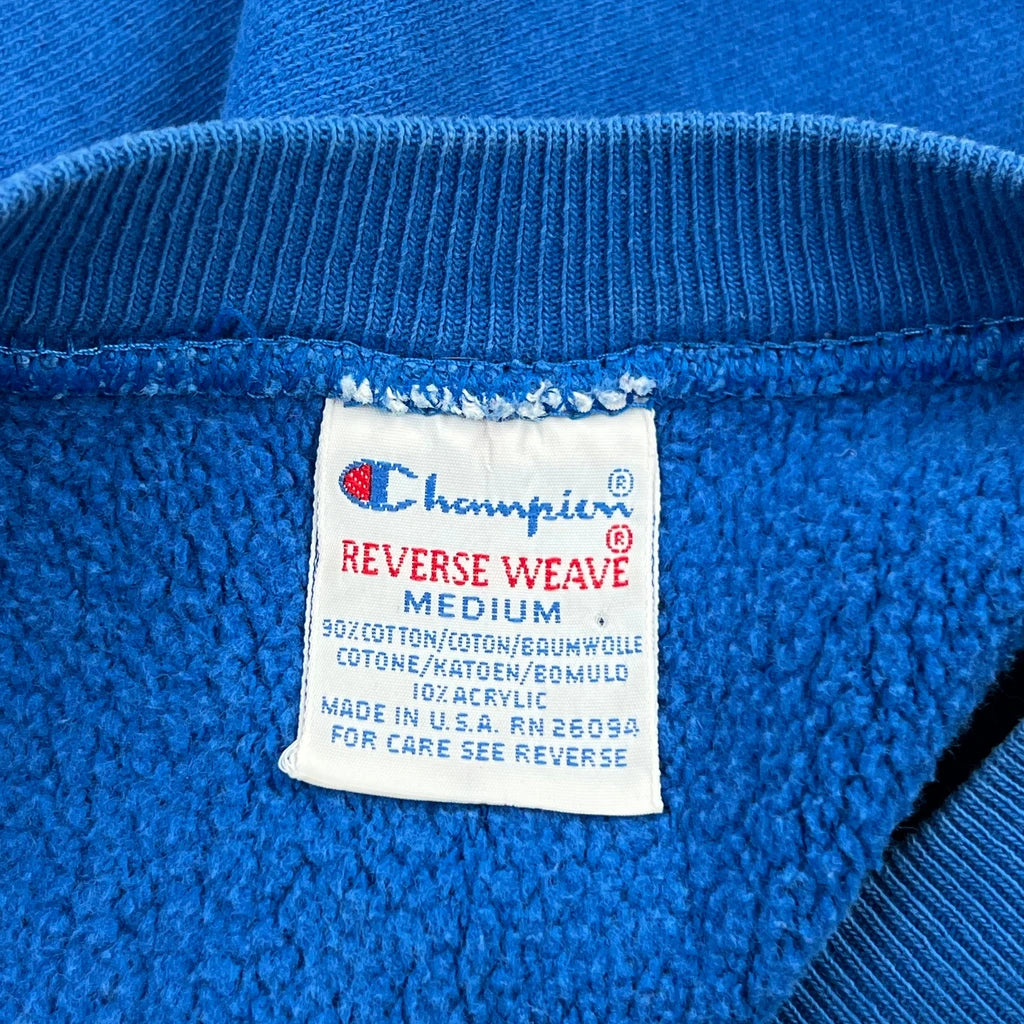 Champion®
REVERSE WEAVE®
MEDIUM
90% COTTON/COTON/BAUMWOLLE
COTONE/KATOEN/BOMULD
10% ACRYLIC
MADE IN U.S.A. RN 26094
FOR CARE SEE REVERSE